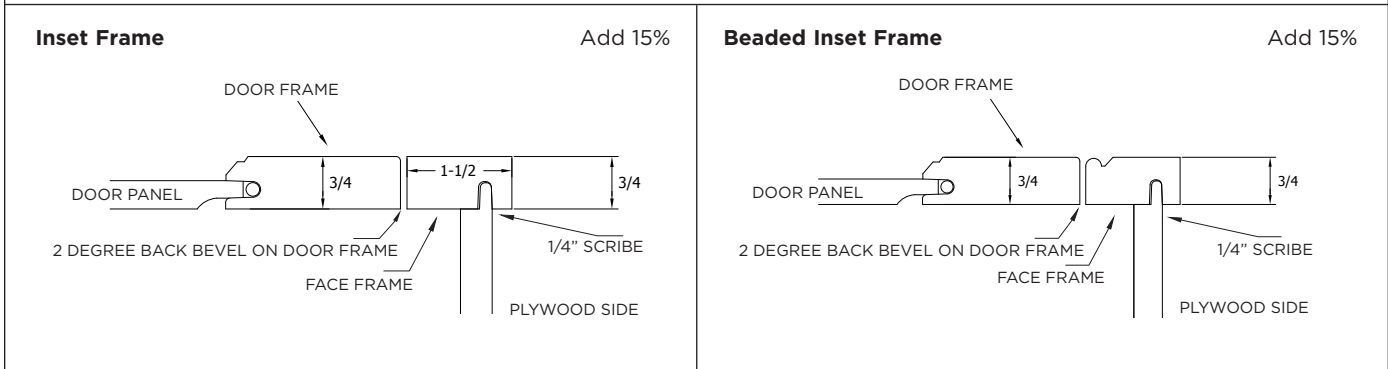 Inset Frame Add 15%
DOOR FRAME
1-1/2
3/4
3/4
DOOR PANEL
2 DEGREE BACK BEVEL ON DOOR FRAME
1/4” SCRIBE
FACE FRAME
PLYWOOD SIDE
Beaded Inset Frame Add 15%
DOOR FRAME
3/4
3/4
DOOR PANEL
2 DEGREE BACK BEVEL ON DOOR FRAME
1/4” SCRIBE
FACE FRAME
PLYWOOD SIDE